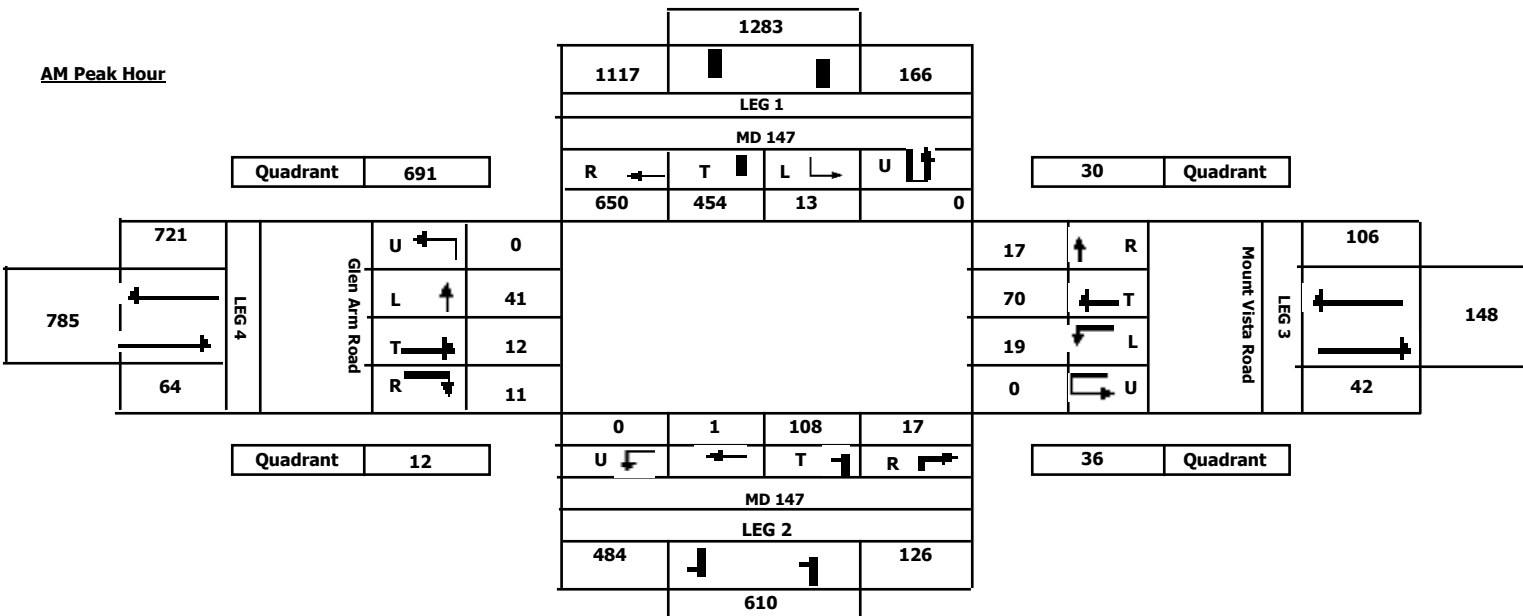 1283
AM Peak Hour
1117 166
LEG 1
MD 147
Quadrant 691
R T L U
30 Quadrant
650 454 13 0
721
U 0
17 R
106
785
LEG 4
Glen Arm Road
L 41
70 T
Mount Vista Road
LEG 3
148
T 12
19 L
64
R 11
0 U
42
0 1 108 17
Quadrant 12
U T R
36 Quadrant
MD 147
LEG 2
484 126
610